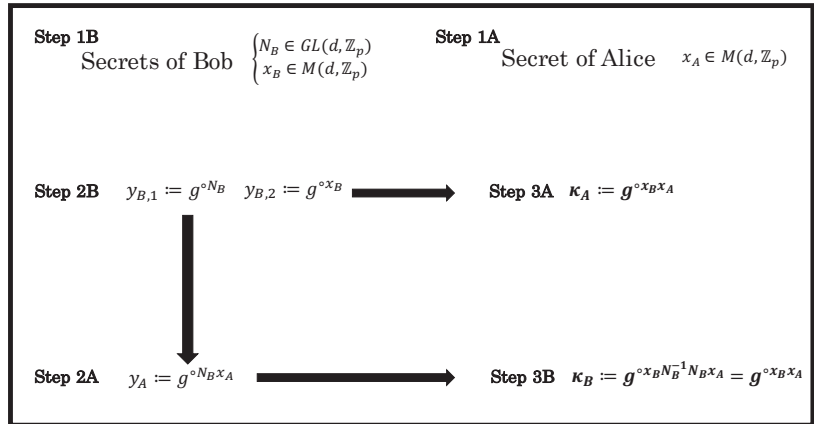 Step 1B
Secrets of Bob { N_B ∈ GL(d, ℤ_p)
x_B ∈ M(d, ℤ_p)
Step 1A
Secret of Alice x_A ∈ M(d, ℤ_p)
Step 2B y_{B,1} ≔ g^{∘N_B} y_{B,2} ≔ g^{∘x_B}
Step 3A κ_A ≔ g^{∘x_B x_A}
Step 2A y_A ≔ g^{∘N_B x_A}
Step 3B κ_B ≔ g^{∘x_B N_B^{-1} N_B x_A} = g^{∘x_B x_A}